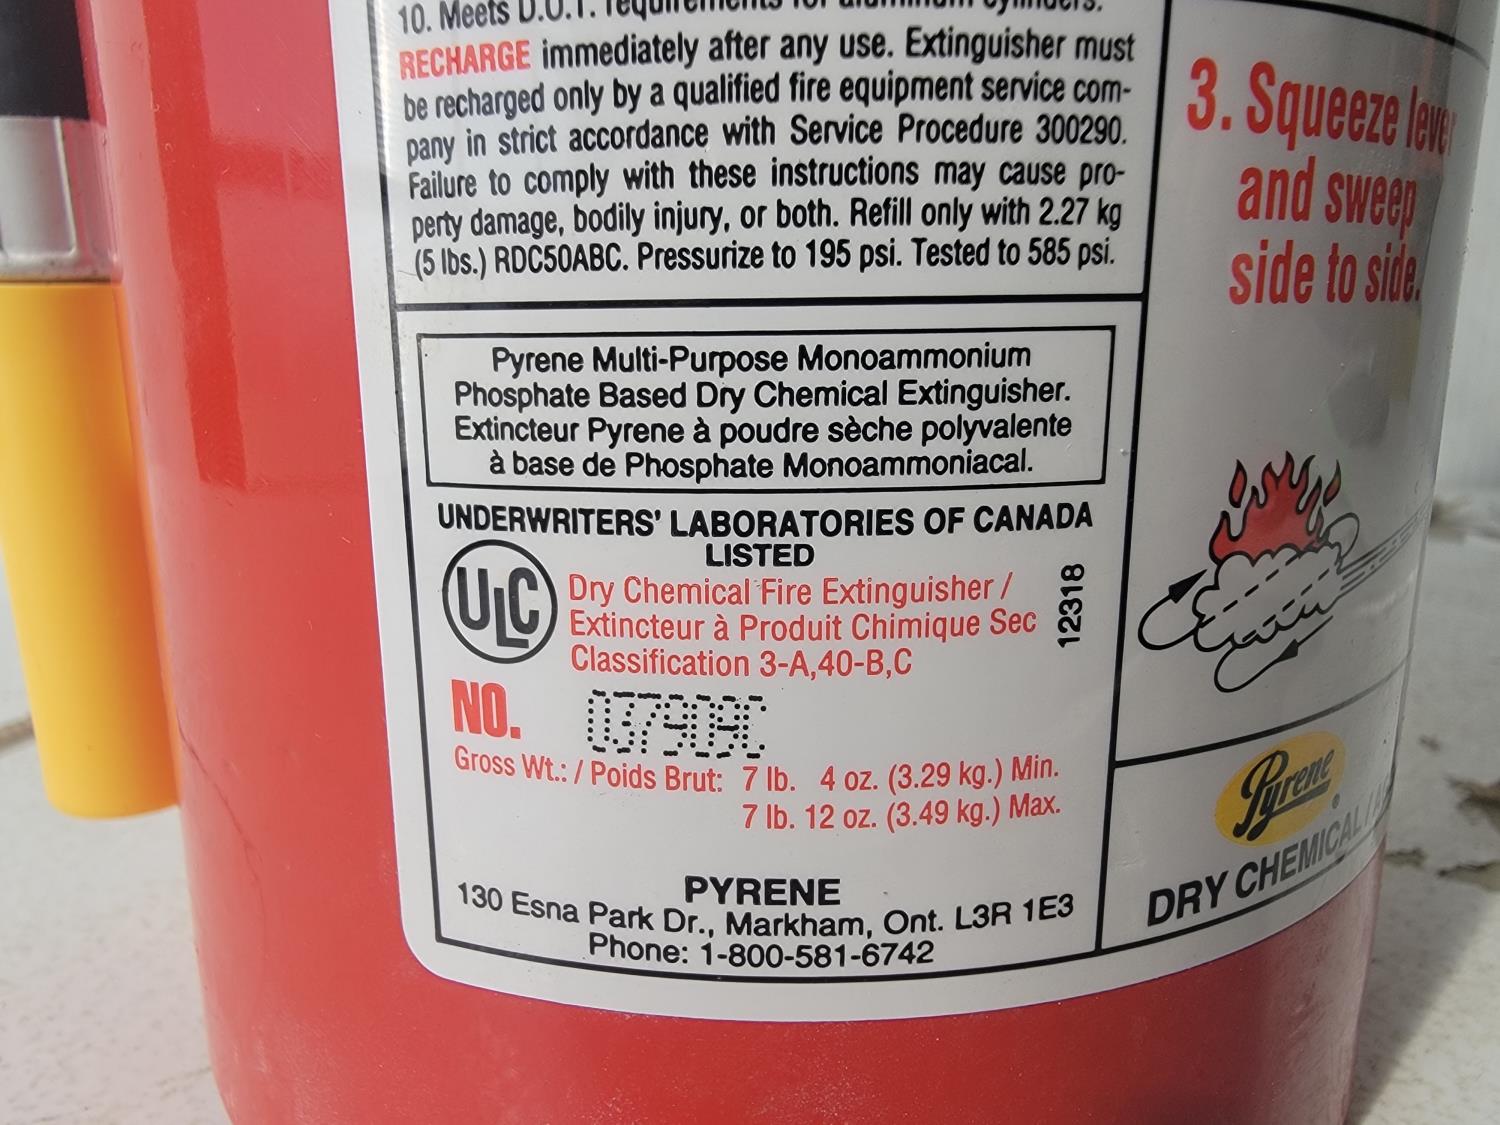 10. Meets D.O.T. requirements for aluminum cylinders.
RECHARGE immediately after any use. Extinguisher must
be recharged only by a qualified fire equipment service com-
pany in strict accordance with Service Procedure 300290.
Failure to comply with these instructions may cause pro-
perty damage, bodily injury, or both. Refill only with 2.27 kg
(5 lbs.) RDC50ABC. Pressurize to 195 psi. Tested to 585 psi.
Pyrene Multi-Purpose Monoammonium
Phosphate Based Dry Chemical Extinguisher.
Extincteur Pyrene à poudre sèche polyvalente
à base de Phosphate Monoammoniacal.
UNDERWRITERS' LABORATORIES OF CANADA
LISTED
ULC
Dry Chemical Fire Extinguisher /
Extincteur à Produit Chimique Sec
Classification 3-A,40-B,C
12318
NO.
Gross Wt.: / Poids Brut: 7 lb. 4 oz. (3.29 kg.) Min.
7 lb. 12 oz. (3.49 kg.) Max.
PYRENE
130 Esna Park Dr., Markham, Ont. L3R 1E3
Phone: 1-800-581-6742
3. Squeeze lever
and sweep
side to side.
Pyrene
DRY CHEMICAL